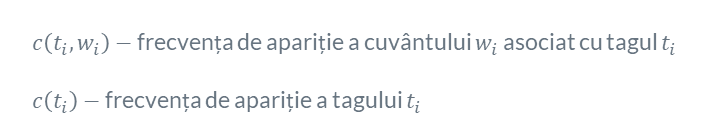 c(tᵢ, wᵢ) – frecvența de apariție a cuvântului wᵢ asociat cu tagul tᵢ
c(tᵢ) – frecvența de apariție a tagului tᵢ